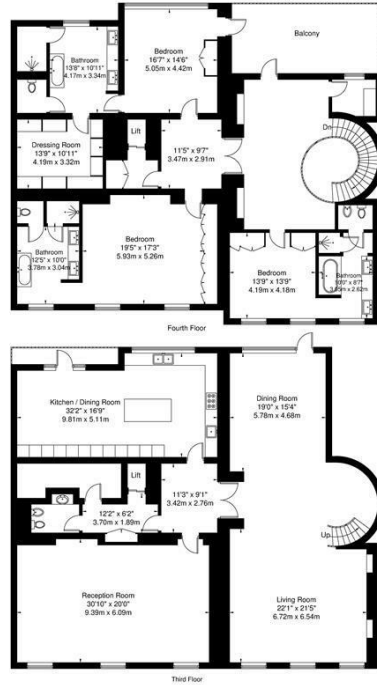 Bathroom
13'8" x 10'11"
4.17m x 3.34m
Bedroom
16'7" x 14'6"
5.05m x 4.42m
Balcony
Dressing Room
13'9" x 10'11"
4.19m x 3.32m
Lift
11'5" x 9'7"
3.47m x 2.91m
Dn
Bathroom
12'5" x 10'0"
3.78m x 3.04m
Bedroom
19'5" x 17'3"
5.93m x 5.26m
Bedroom
13'9" x 13'9"
4.19m x 4.18m
Bathroom
x 8'7"
x 2.62m
Fourth Floor
Kitchen / Dining Room
32'2" x 16'9"
9.81m x 5.11m
Dining Room
19'0" x 15'4"
5.78m x 4.68m
Lift
12'2" x 6'2"
3.70m x 1.89m
11'3" x 9'1"
3.42m x 2.76m
Up
Reception Room
30'10" x 20'0"
9.39m x 6.09m
Living Room
22'1" x 21'5"
6.72m x 6.54m
Third Floor